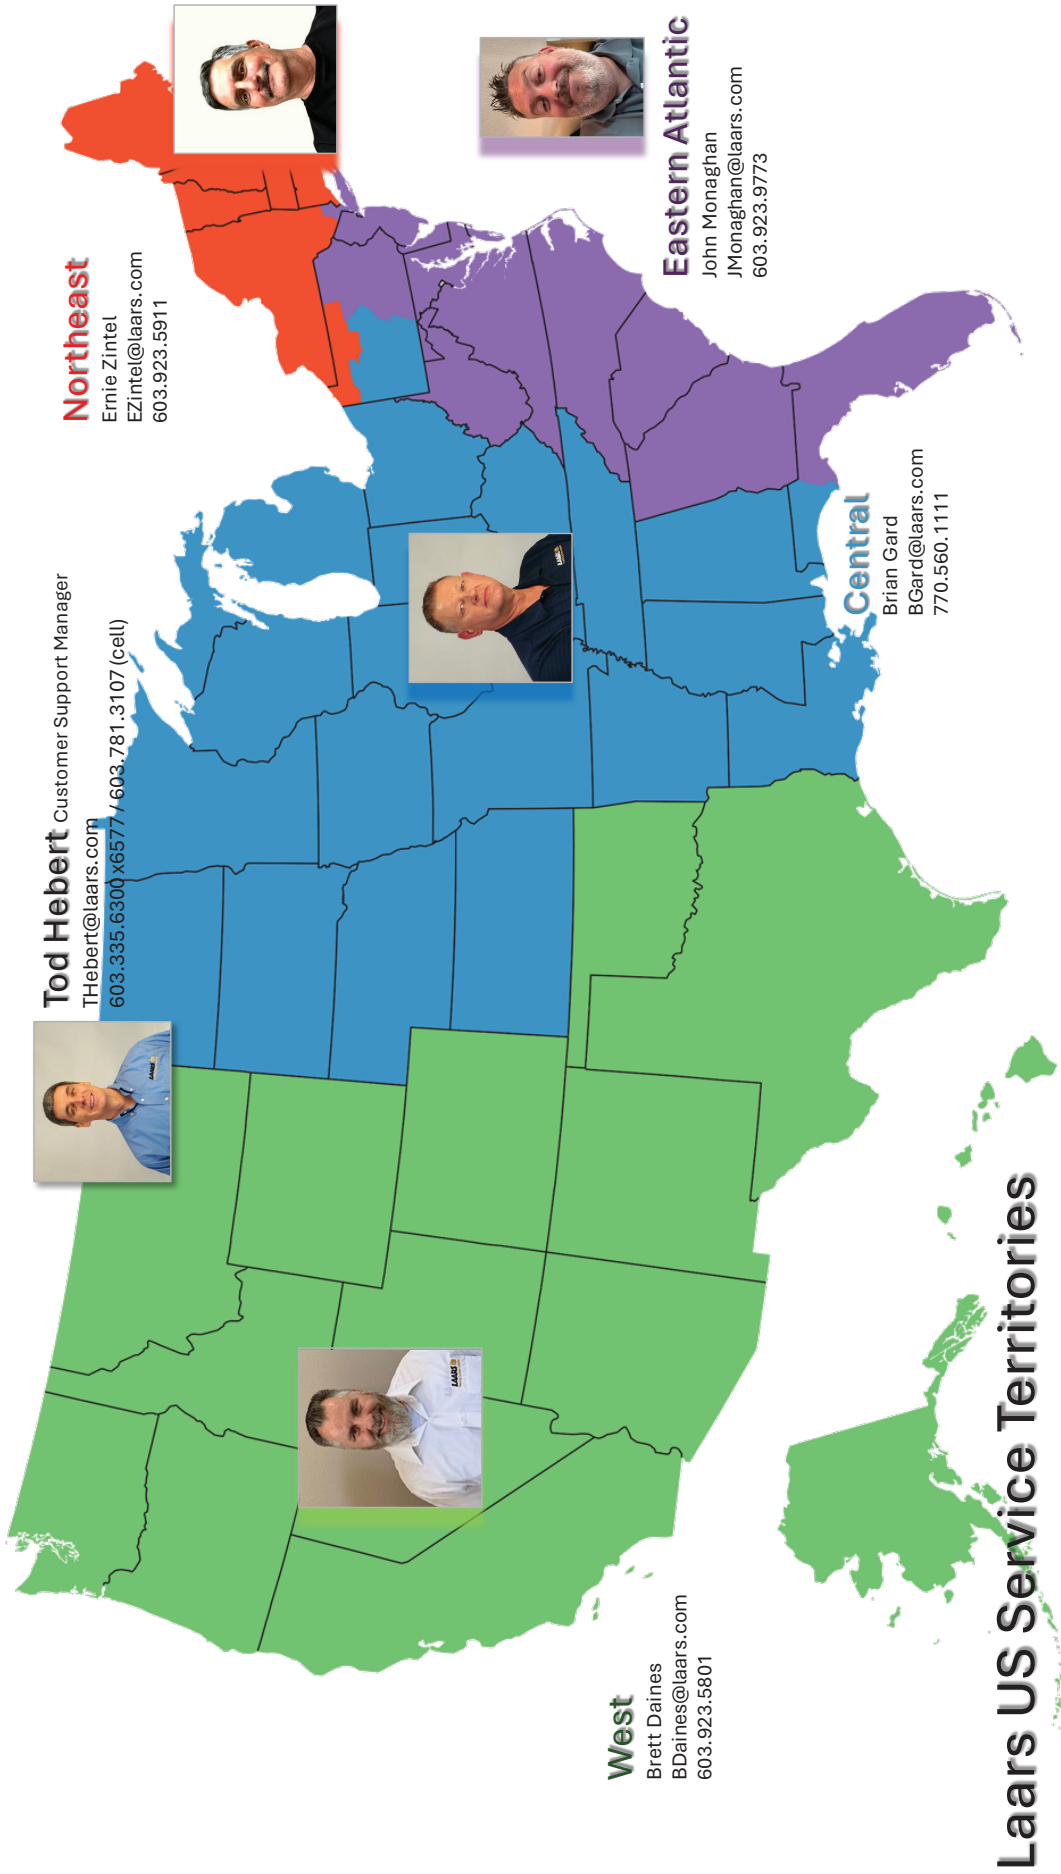 Tod Hebert Customer Support Manager
THebert@laars.com
603.335.6300 x6577 / 603.781.3107 (cell)
Northeast
Ernie Zintel
EZintel@laars.com
603.923.5911
LAARS
LAARS
LAARS
West
Brett Daines
BDaines@laars.com
603.923.5801
Eastern Atlantic
John Monaghan
JMonaghan@laars.com
603.923.9773
Central
Brian Gard
BGard@laars.com
770.560.1111
Laars US Service Territories